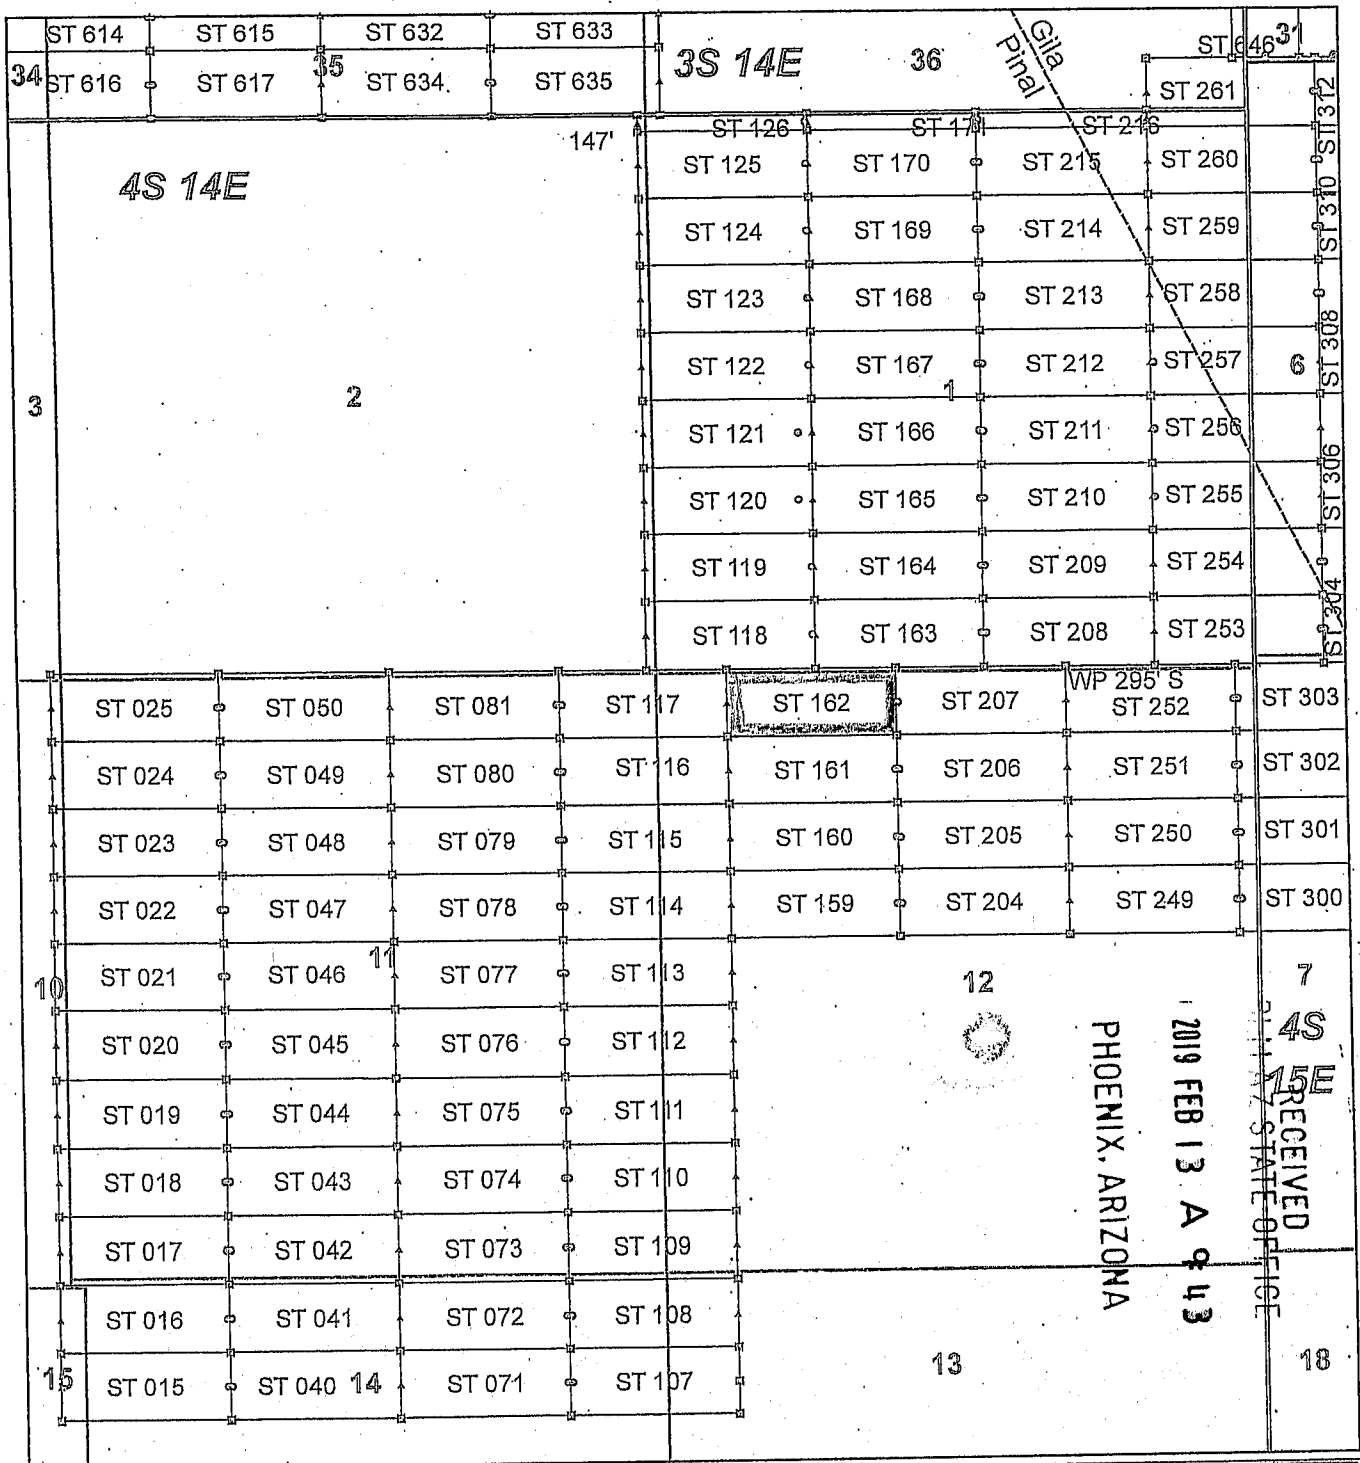 ST 614 ST 615 ST 632 ST 633 3S 14E 36 Gila Pinal ST 646 31
34 ST 616 ST 617 35 ST 634 ST 635 ST 261 ST 312
147' ST 126 ST 171 ST 216
4S 14E ST 125 ST 170 ST 215 ST 260
ST 124 ST 169 ST 214 ST 259 ST 310
ST 123 ST 168 ST 213 ST 258
3 2 ST 122 ST 167 1 ST 212 ST 257 6 ST 308
ST 121 ST 166 ST 211 ST 256
ST 120 ST 165 ST 210 ST 255 ST 306
ST 119 ST 164 ST 209 ST 254
ST 118 ST 163 ST 208 ST 253 ST 304
WP 295' S
ST 025 ST 050 ST 081 ST 117 ST 162 ST 207 ST 252 ST 303
ST 024 ST 049 ST 080 ST 116 ST 161 ST 206 ST 251 ST 302
ST 023 ST 048 ST 079 ST 115 ST 160 ST 205 ST 250 ST 301
ST 022 ST 047 ST 078 ST 114 ST 159 ST 204 ST 249 ST 300
10 ST 021 ST 046 11 ST 077 ST 113 12 7
ST 020 ST 045 ST 076 ST 112 4S
ST 019 ST 044 ST 075 ST 111 15E
ST 018 ST 043 ST 074 ST 110
ST 017 ST 042 ST 073 ST 109
ST 016 ST 041 ST 072 ST 108
15 ST 015 ST 040 14 ST 071 ST 107 13 18
RECEIVED
STATE OFFICE
2019 FEB 13 A 9:43
PHOENIX, ARIZONA